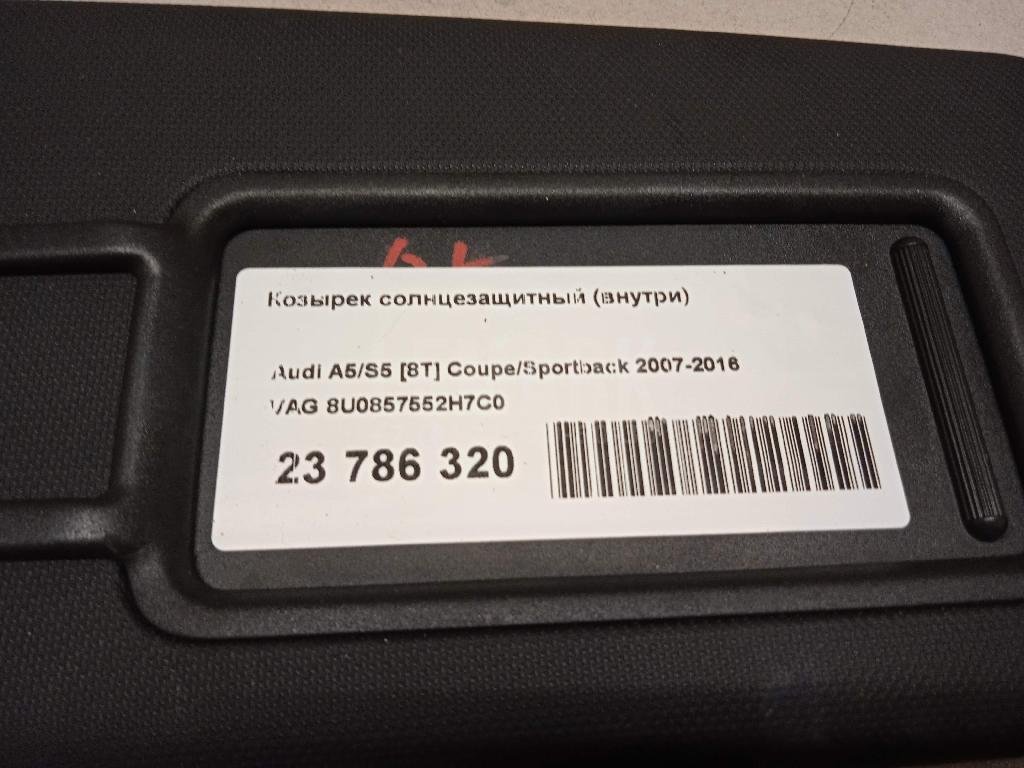 Козырек солнцезащитный (внутри)
Audi A5/S5 [8T] Coupe/Sportback 2007-2016
VAG 8U0857552H7C0
23 786 320